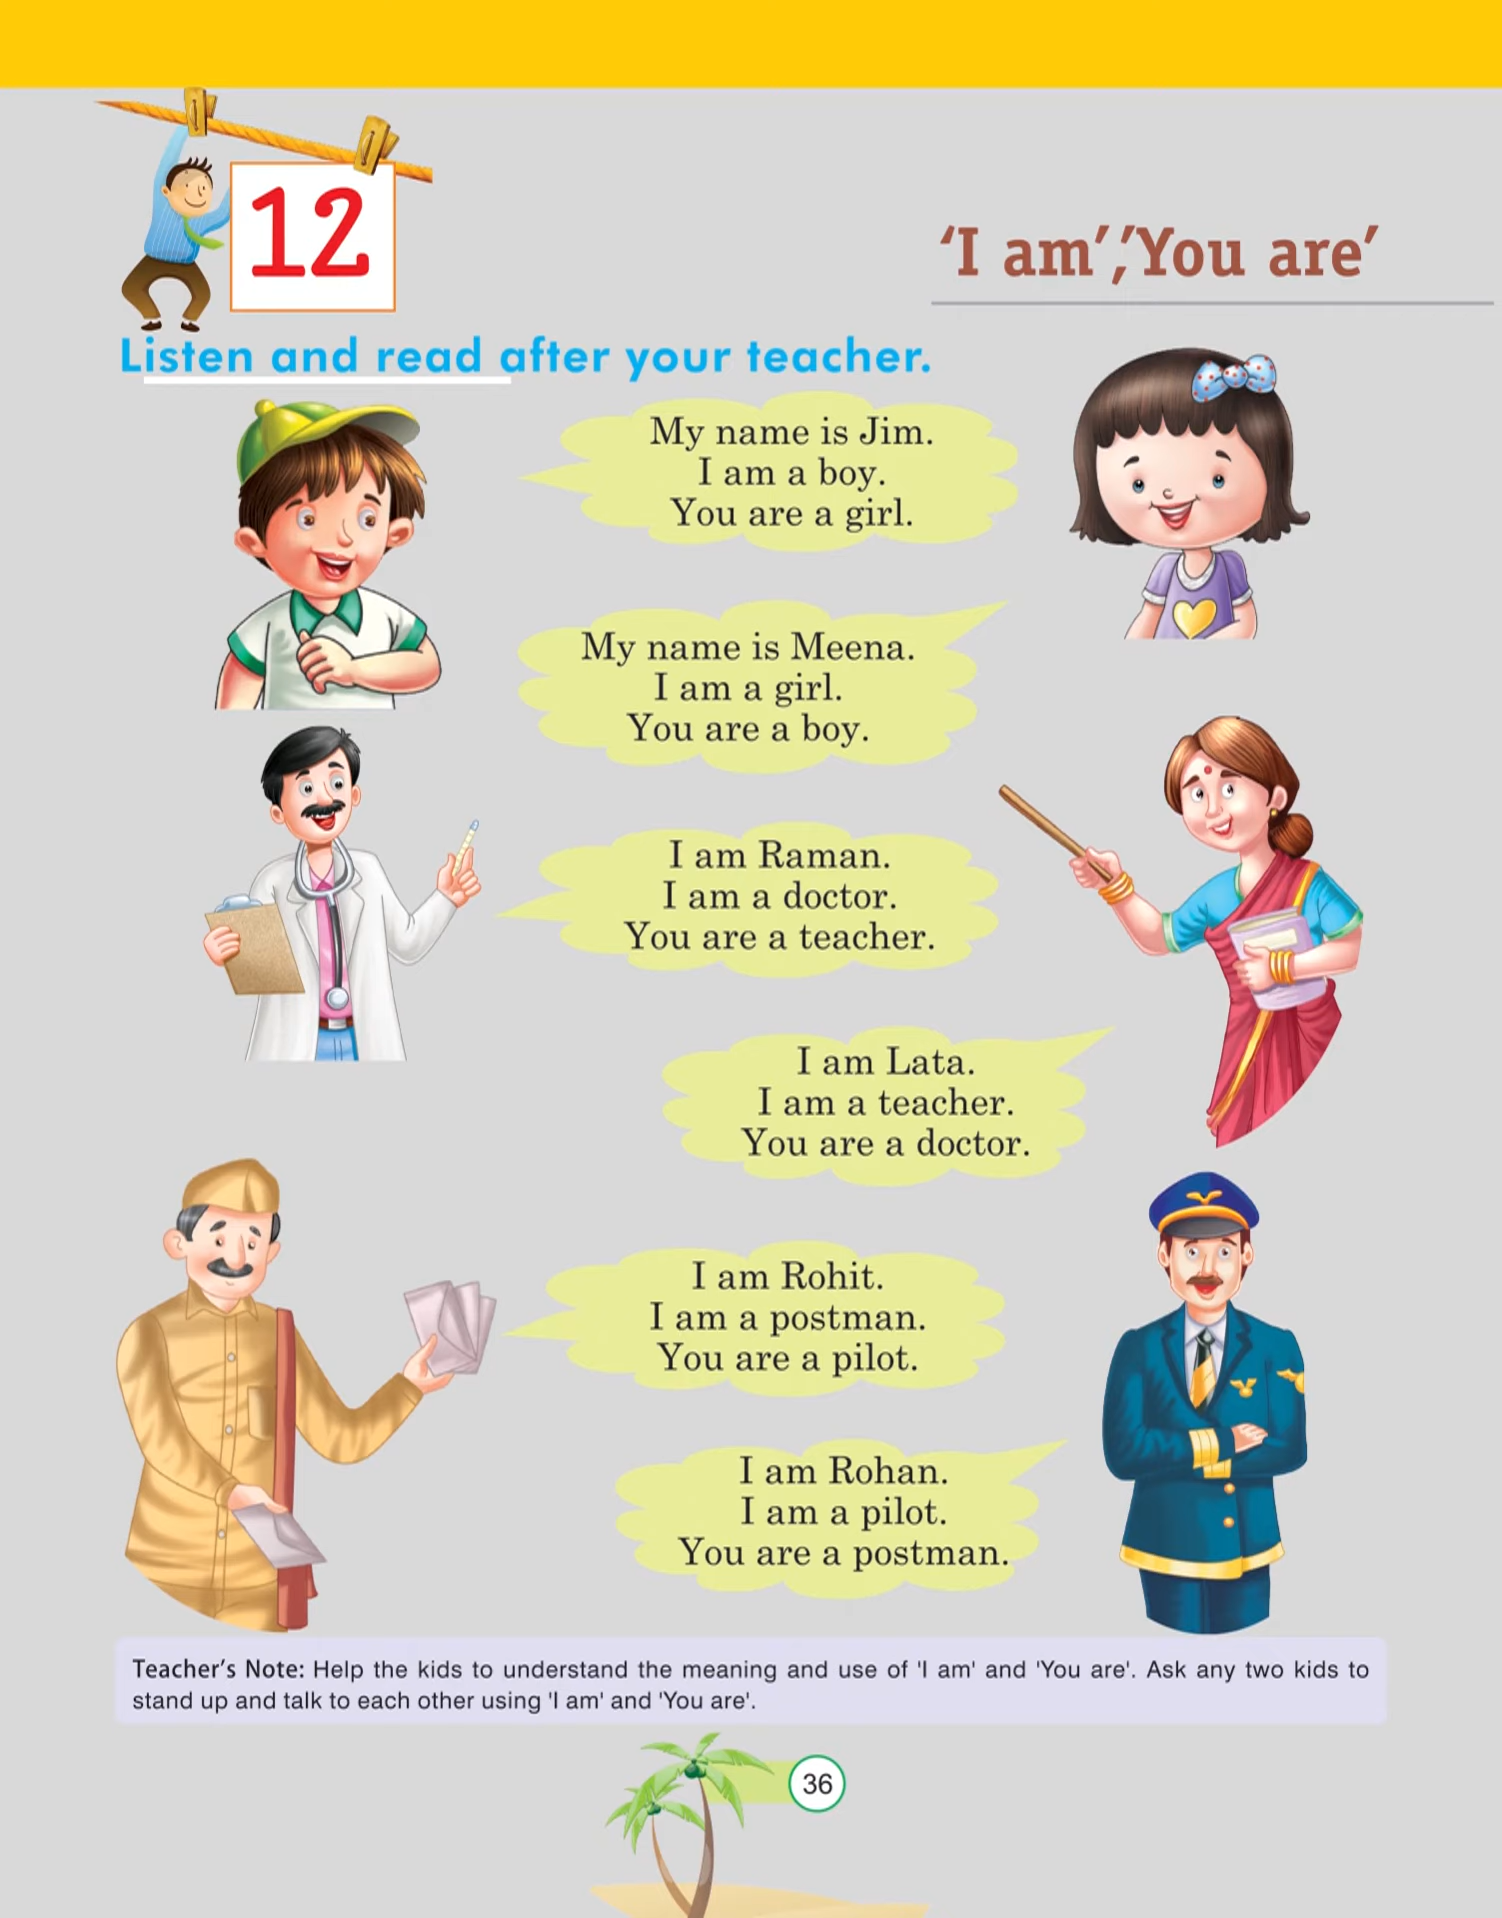 12
‘I am’,’You are’
Listen and read after your teacher.
My name is Jim.
I am a boy.
You are a girl.
My name is Meena.
I am a girl.
You are a boy.
I am Raman.
I am a doctor.
You are a teacher.
I am Lata.
I am a teacher.
You are a doctor.
I am Rohit.
I am a postman.
You are a pilot.
I am Rohan.
I am a pilot.
You are a postman.
Teacher’s Note: Help the kids to understand the meaning and use of 'I am' and 'You are'. Ask any two kids to
stand up and talk to each other using 'I am' and 'You are'.
36